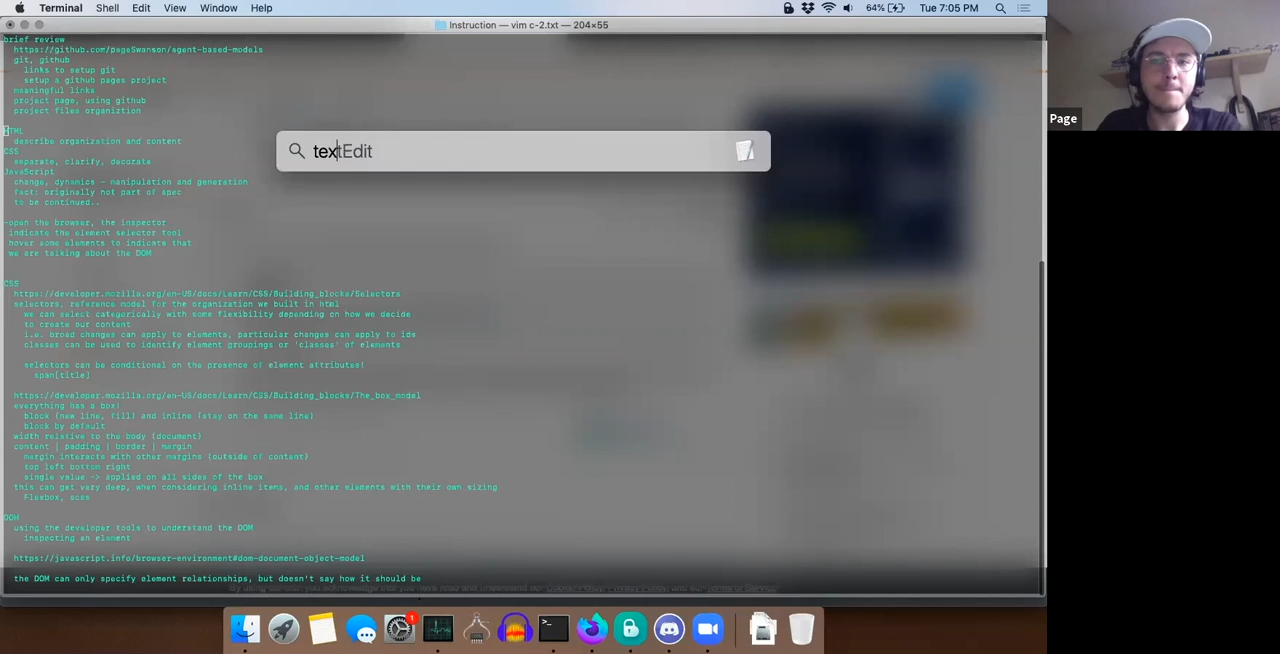 Terminal Shell Edit View Window Help 64% Tue 7:05 PM
Instruction — vim c-2.txt — 204×55
brief review
https://github.com/pageSwanson/agent-based-models
git, github
links to setup git
setup a github pages project
meaningful links
project page, using github
project files organiztion
HTML
describe organization and content
CSS
separate, clarify, decorate
JavaScript
change, dynamics - manipulation and generation
fact: originally not part of spec
to be continued..
-open the browser, the inspector
indicate the element selector tool
hover some elements to indicate that
we are talking about the DOM
CSS
https://developer.mozilla.org/en-US/docs/Learn/CSS/Building_blocks/Selectors
selectors, reference model for the organization we built in html
we can select categorically with some flexibility depending on how we decide
to create our content
i.e. broad changes can apply to elements, particular changes can apply to ids
classes can be used to identify element groupings or 'classes' of elements
selectors can be conditional on the presence of element attributes!
span[title]
https://developer.mozilla.org/en-US/docs/Learn/CSS/Building_blocks/The_box_model
everything has a box!
block (new line, fill) and inline (stay on the same line)
block by default
width relative to the body (document)
content | padding | border | margin
margin interacts with other margins (outside of content)
top left bottom right
single value -> applied on all sides of the box
this can get very deep, when considering inline items, and other elements with their own sizing
Flexbox, scss
DOM
using the developer tools to understand the DOM
inspecting an element
https://javascript.info/browser-environment#dom-document-object-model
the DOM can only specify element relationships, but doesn't say how it should be
textEdit
Page
1